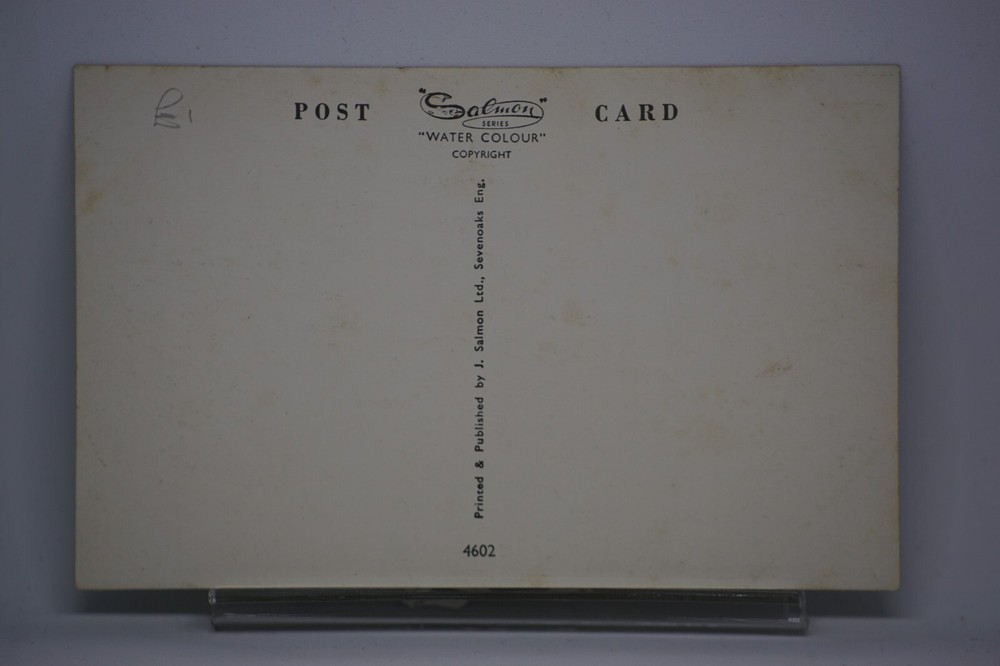 POST "Salmon" CARD
SERIES
"WATER COLOUR"
COPYRIGHT
Printed & Published by J. Salmon Ltd., Sevenoaks Eng.
4602